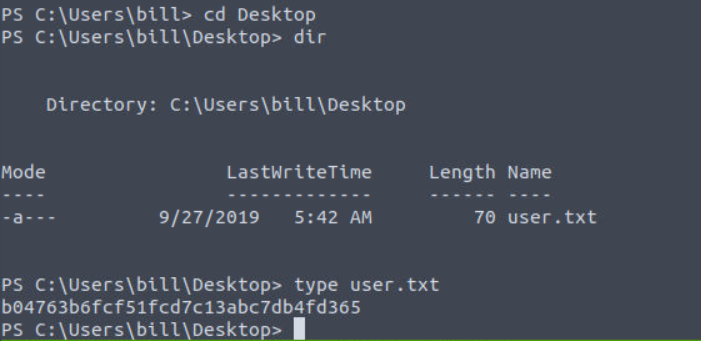 PS C:\Users\bill> cd Desktop
PS C:\Users\bill\Desktop> dir
Directory: C:\Users\bill\Desktop
Mode LastWriteTime Length Name
---- ------------- ------ ----
-a--- 9/27/2019 5:42 AM 70 user.txt
PS C:\Users\bill\Desktop> type user.txt
b04763b6fcf51fcd7c13abc7db4fd365
PS C:\Users\bill\Desktop>